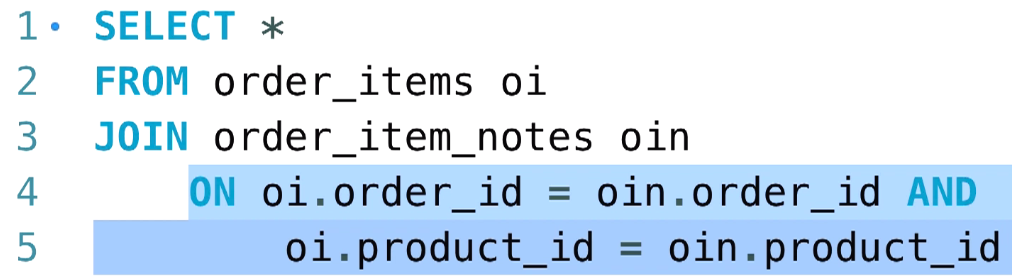 1 SELECT *
2 FROM order_items oi
3 JOIN order_item_notes oin
4 ON oi.order_id = oin.order_id AND
5 oi.product_id = oin.product_id